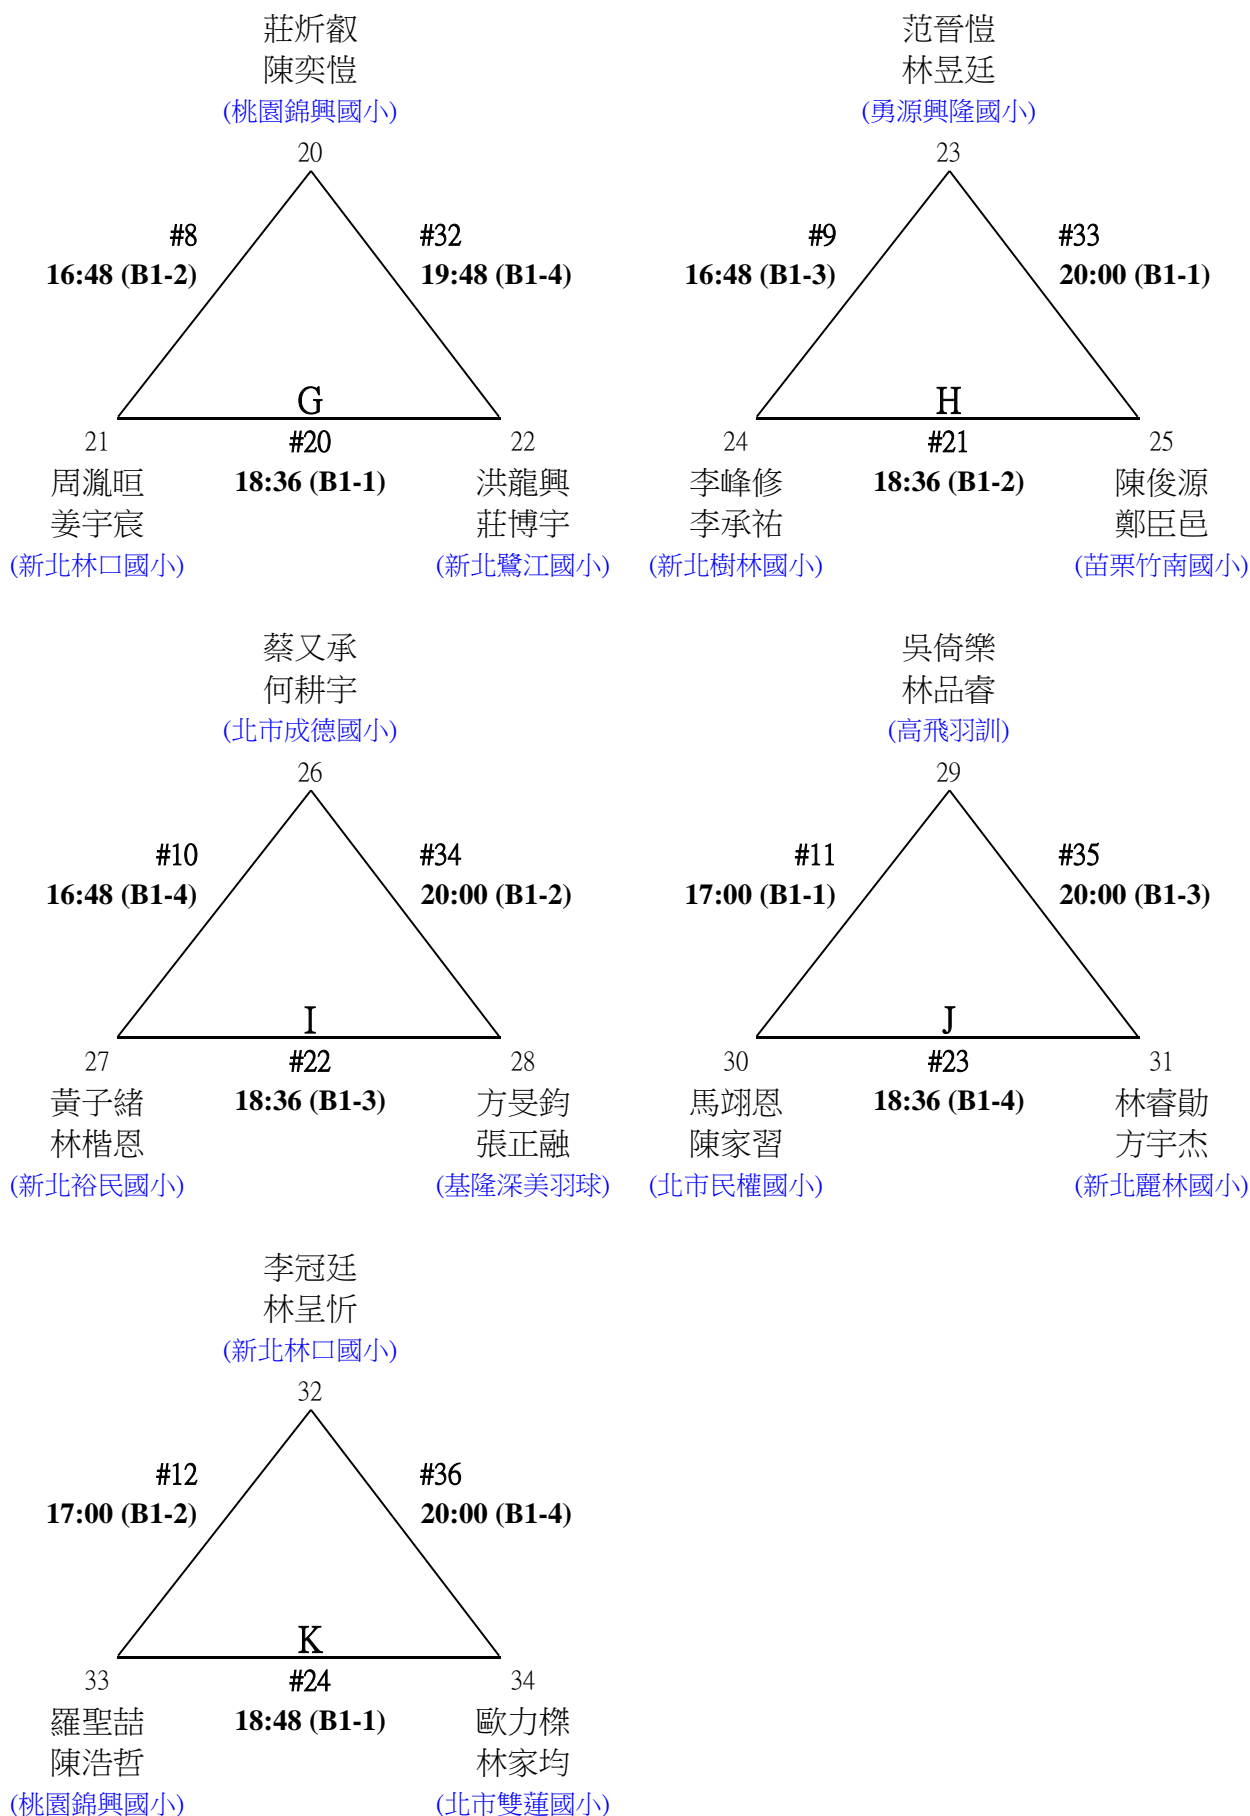 莊炘叡
陳奕愷
(桃園錦興國小)
20
#8
16:48 (B1-2)
#32
19:48 (B1-4)
G
21
#20
22
周胤晅
姜宇宸
(新北林口國小)
18:36 (B1-1)
洪龍興
莊博宇
(新北鷺江國小)
范晉愷
林昱廷
(勇源興隆國小)
23
#9
16:48 (B1-3)
#33
20:00 (B1-1)
H
24
#21
25
李峰修
李承祐
(新北樹林國小)
18:36 (B1-2)
陳俊源
鄭臣邑
(苗栗竹南國小)
蔡又承
何耕宇
(北市成德國小)
26
#10
16:48 (B1-4)
#34
20:00 (B1-2)
I
27
#22
28
黃子緒
林楷恩
(新北裕民國小)
18:36 (B1-3)
方旻鈞
張正融
(基隆深美羽球)
吳倚樂
林品睿
(高飛羽訓)
29
#11
17:00 (B1-1)
#35
20:00 (B1-3)
J
30
#23
31
馬翊恩
陳家習
(北市民權國小)
18:36 (B1-4)
林睿勛
方宇杰
(新北麗林國小)
李冠廷
林呈忻
(新北林口國小)
32
#12
17:00 (B1-2)
#36
20:00 (B1-4)
K
33
#24
34
羅聖喆
陳浩哲
(桃園錦興國小)
18:48 (B1-1)
歐力榤
林家均
(北市雙蓮國小)